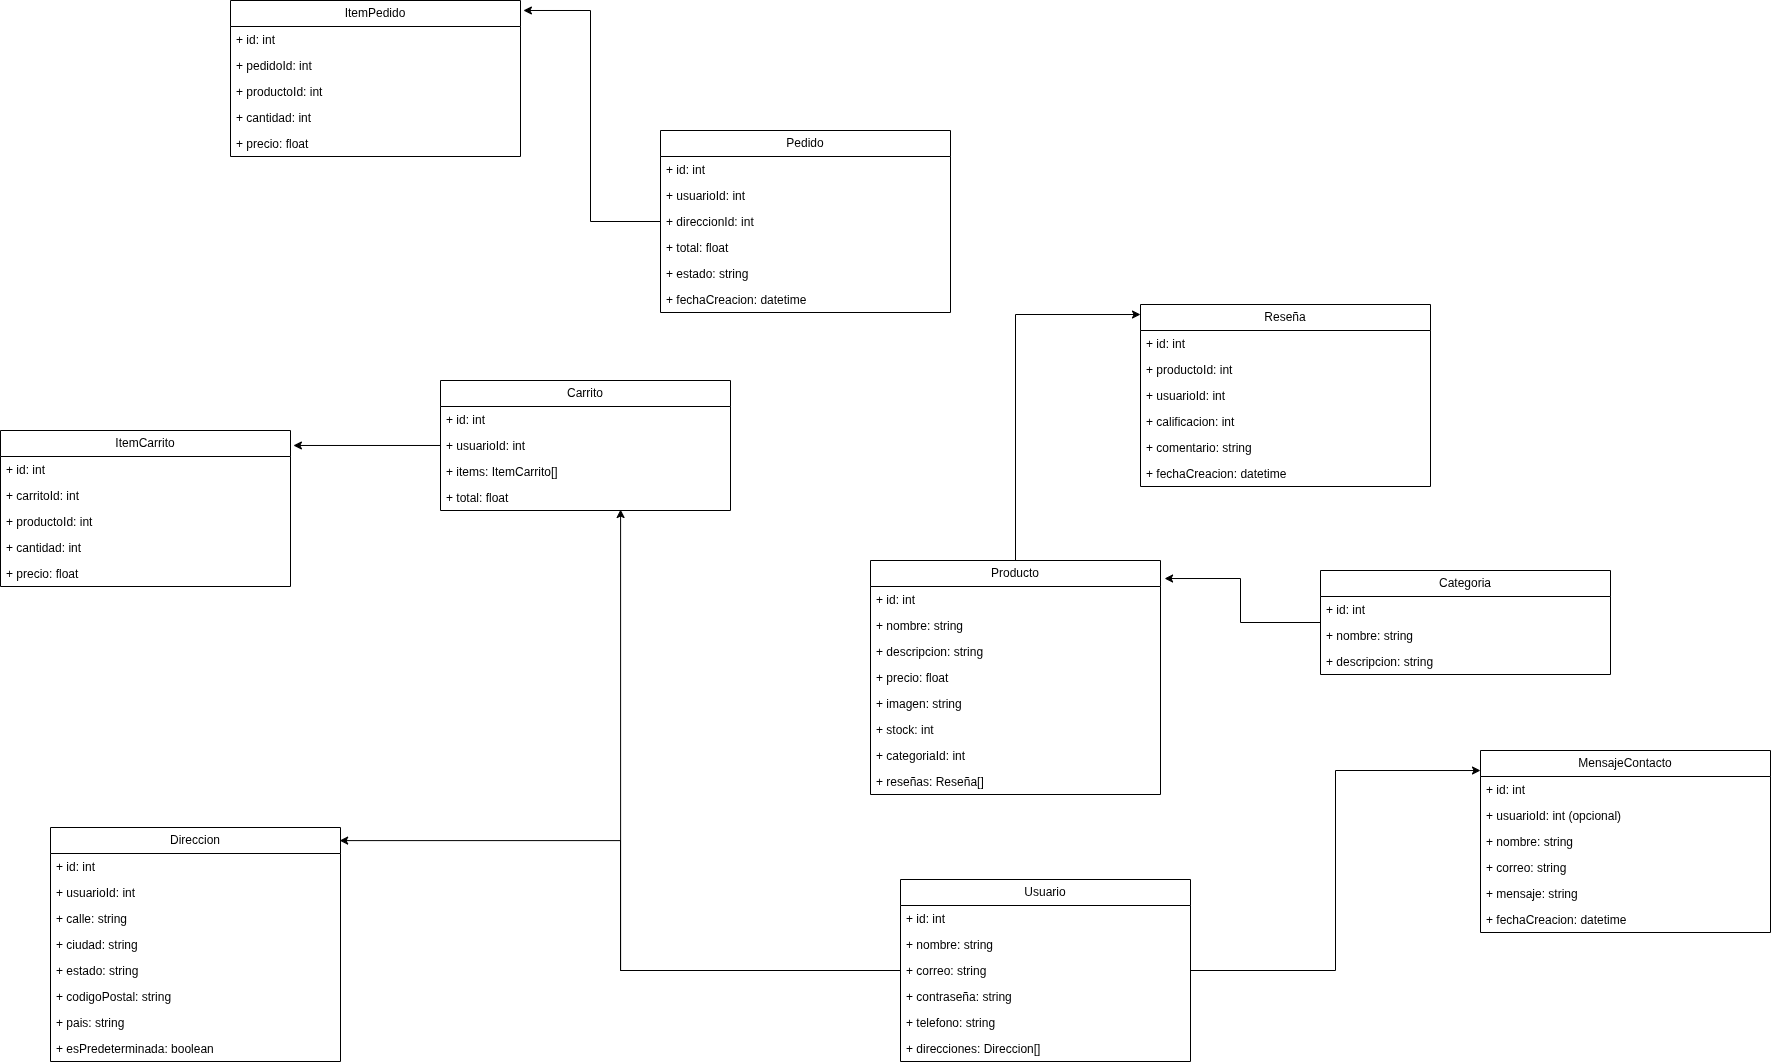 ItemPedido
+ id: int
+ pedidoId: int
+ productoId: int
+ cantidad: int
+ precio: float
Pedido
+ id: int
+ usuarioId: int
+ direccionId: int
+ total: float
+ estado: string
+ fechaCreacion: datetime
Reseña
+ id: int
+ productoId: int
+ usuarioId: int
+ calificacion: int
+ comentario: string
+ fechaCreacion: datetime
Carrito
+ id: int
+ usuarioId: int
+ items: ItemCarrito[]
+ total: float
ItemCarrito
+ id: int
+ carritoId: int
+ productoId: int
+ cantidad: int
+ precio: float
Producto
+ id: int
+ nombre: string
+ descripcion: string
+ precio: float
+ imagen: string
+ stock: int
+ categoriaId: int
+ reseñas: Reseña[]
Categoria
+ id: int
+ nombre: string
+ descripcion: string
MensajeContacto
+ id: int
+ usuarioId: int (opcional)
+ nombre: string
+ correo: string
+ mensaje: string
+ fechaCreacion: datetime
Direccion
+ id: int
+ usuarioId: int
+ calle: string
+ ciudad: string
+ estado: string
+ codigoPostal: string
+ pais: string
+ esPredeterminada: boolean
Usuario
+ id: int
+ nombre: string
+ correo: string
+ contraseña: string
+ telefono: string
+ direcciones: Direccion[]